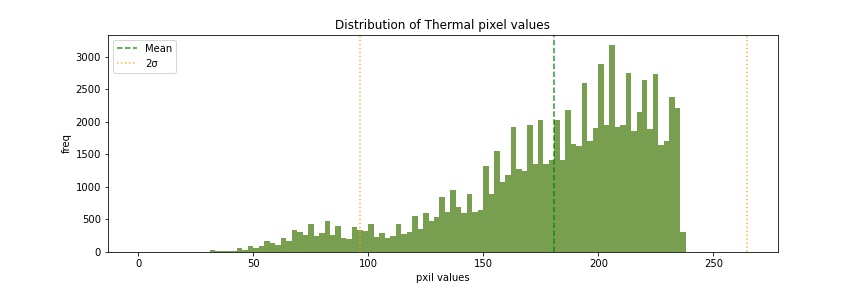 Distribution of Thermal pixel values
Mean
2σ
3000
2500
2000
1500
1000
500
0
freq
0 50 100 150 200 250
pxil values